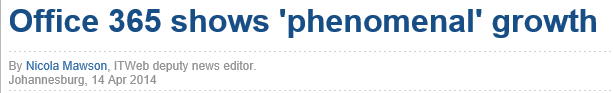 Office 365 shows 'phenomenal' growth
By Nicola Mawson, ITWeb deputy news editor.
Johannesburg, 14 Apr 2014